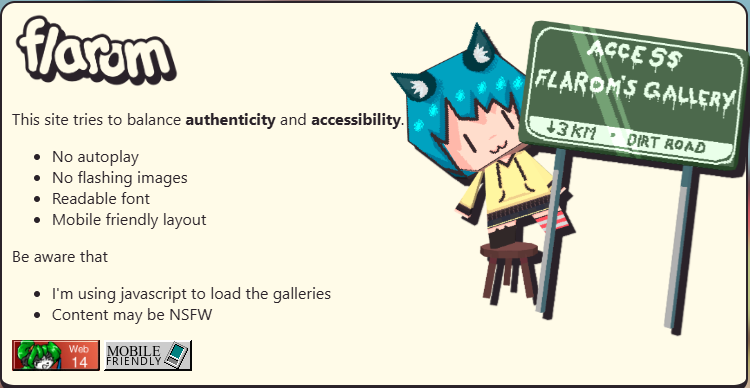 flarom
This site tries to balance authenticity and accessibility.
• No autoplay
• No flashing images
• Readable font
• Mobile friendly layout
Be aware that
• I'm using javascript to load the galleries
• Content may be NSFW
Web
14
MOBILE
FRIENDLY
ACCESS
FLAROM'S GALLERY
↓3 KM • DIRT ROAD